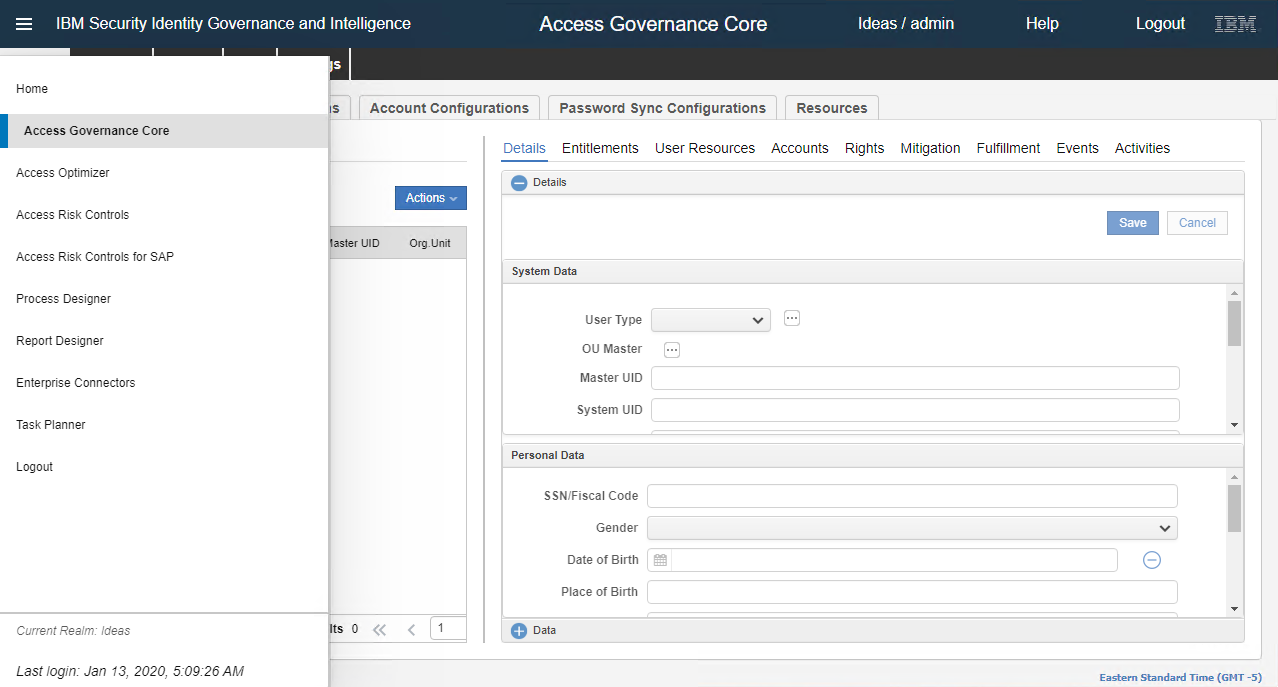 IBM Security Identity Governance and Intelligence Access Governance Core Ideas / admin Help Logout IBM
Home
Access Governance Core
Access Optimizer
Access Risk Controls
Access Risk Controls for SAP
Process Designer
Report Designer
Enterprise Connectors
Task Planner
Logout
Current Realm: Ideas
Last login: Jan 13, 2020, 5:09:26 AM
Account Configurations Password Sync Configurations Resources
Actions
Master UID Org.Unit
0 1
Details Entitlements User Resources Accounts Rights Mitigation Fulfillment Events Activities
Details
Save Cancel
System Data
User Type
OU Master
Master UID
System UID
Personal Data
SSN/Fiscal Code
Gender
Date of Birth
Place of Birth
Data
Eastern Standard Time (GMT -5)